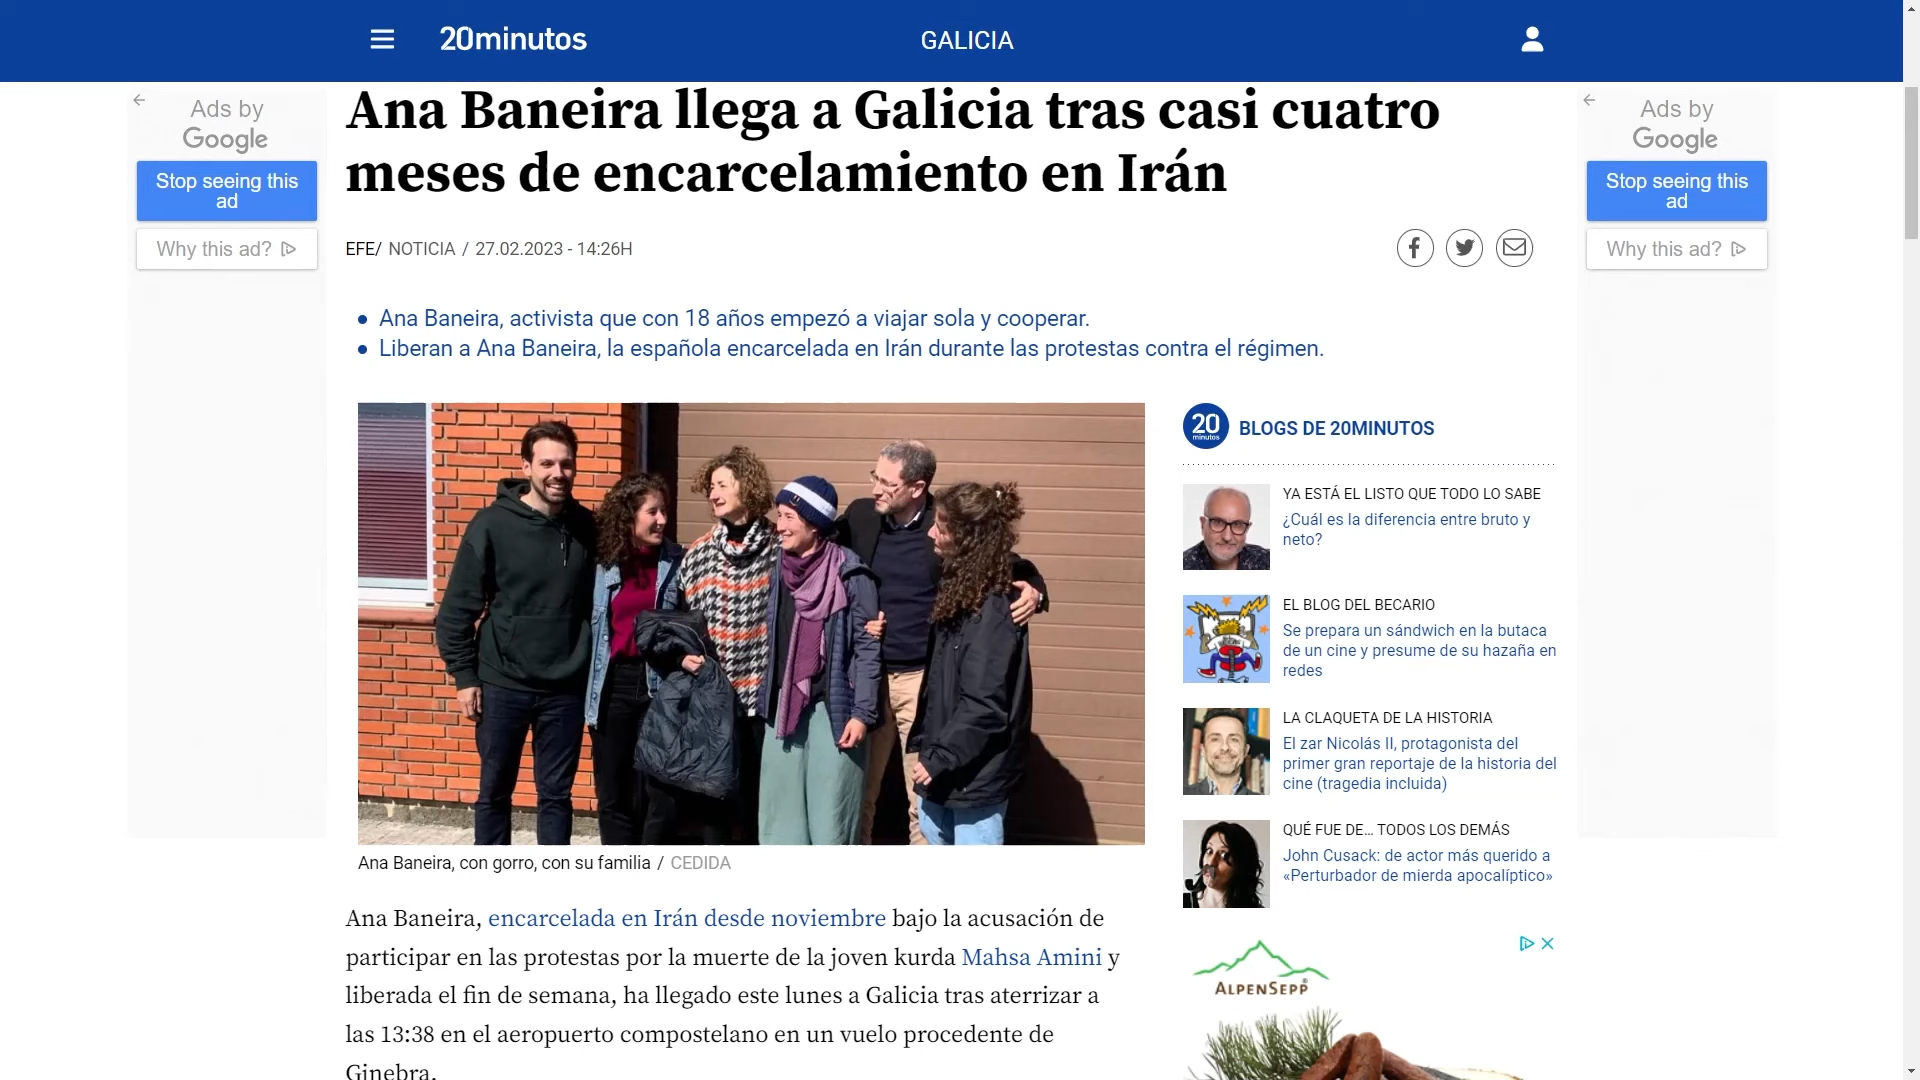 20minutos
GALICIA
Ads by
Google
Stop seeing this
ad
Why this ad?
Ana Baneira llega a Galicia tras casi cuatro
meses de encarcelamiento en Irán
EFE/ NOTICIA / 27.02.2023 - 14:26H
Ana Baneira, activista que con 18 años empezó a viajar sola y cooperar.
Liberan a Ana Baneira, la española encarcelada en Irán durante las protestas contra el régimen.
Ana Baneira, con gorro, con su familia / CEDIDA
Ana Baneira, encarcelada en Irán desde noviembre bajo la acusación de
participar en las protestas por la muerte de la joven kurda Mahsa Amini y
liberada el fin de semana, ha llegado este lunes a Galicia tras aterrizar a
las 13:38 en el aeropuerto compostelano en un vuelo procedente de
Ginebra.
20
minutos
BLOGS DE 20MINUTOS
YA ESTÁ EL LISTO QUE TODO LO SABE
¿Cuál es la diferencia entre bruto y
neto?
EL BLOG DEL BECARIO
Se prepara un sándwich en la butaca
de un cine y presume de su hazaña en
redes
LA CLAQUETA DE LA HISTORIA
El zar Nicolás II, protagonista del
primer gran reportaje de la historia del
cine (tragedia incluida)
QUÉ FUE DE... TODOS LOS DEMÁS
John Cusack: de actor más querido a
«Perturbador de mierda apocalíptico»
ALPENSEPP®
Ads by
Google
Stop seeing this
ad
Why this ad?